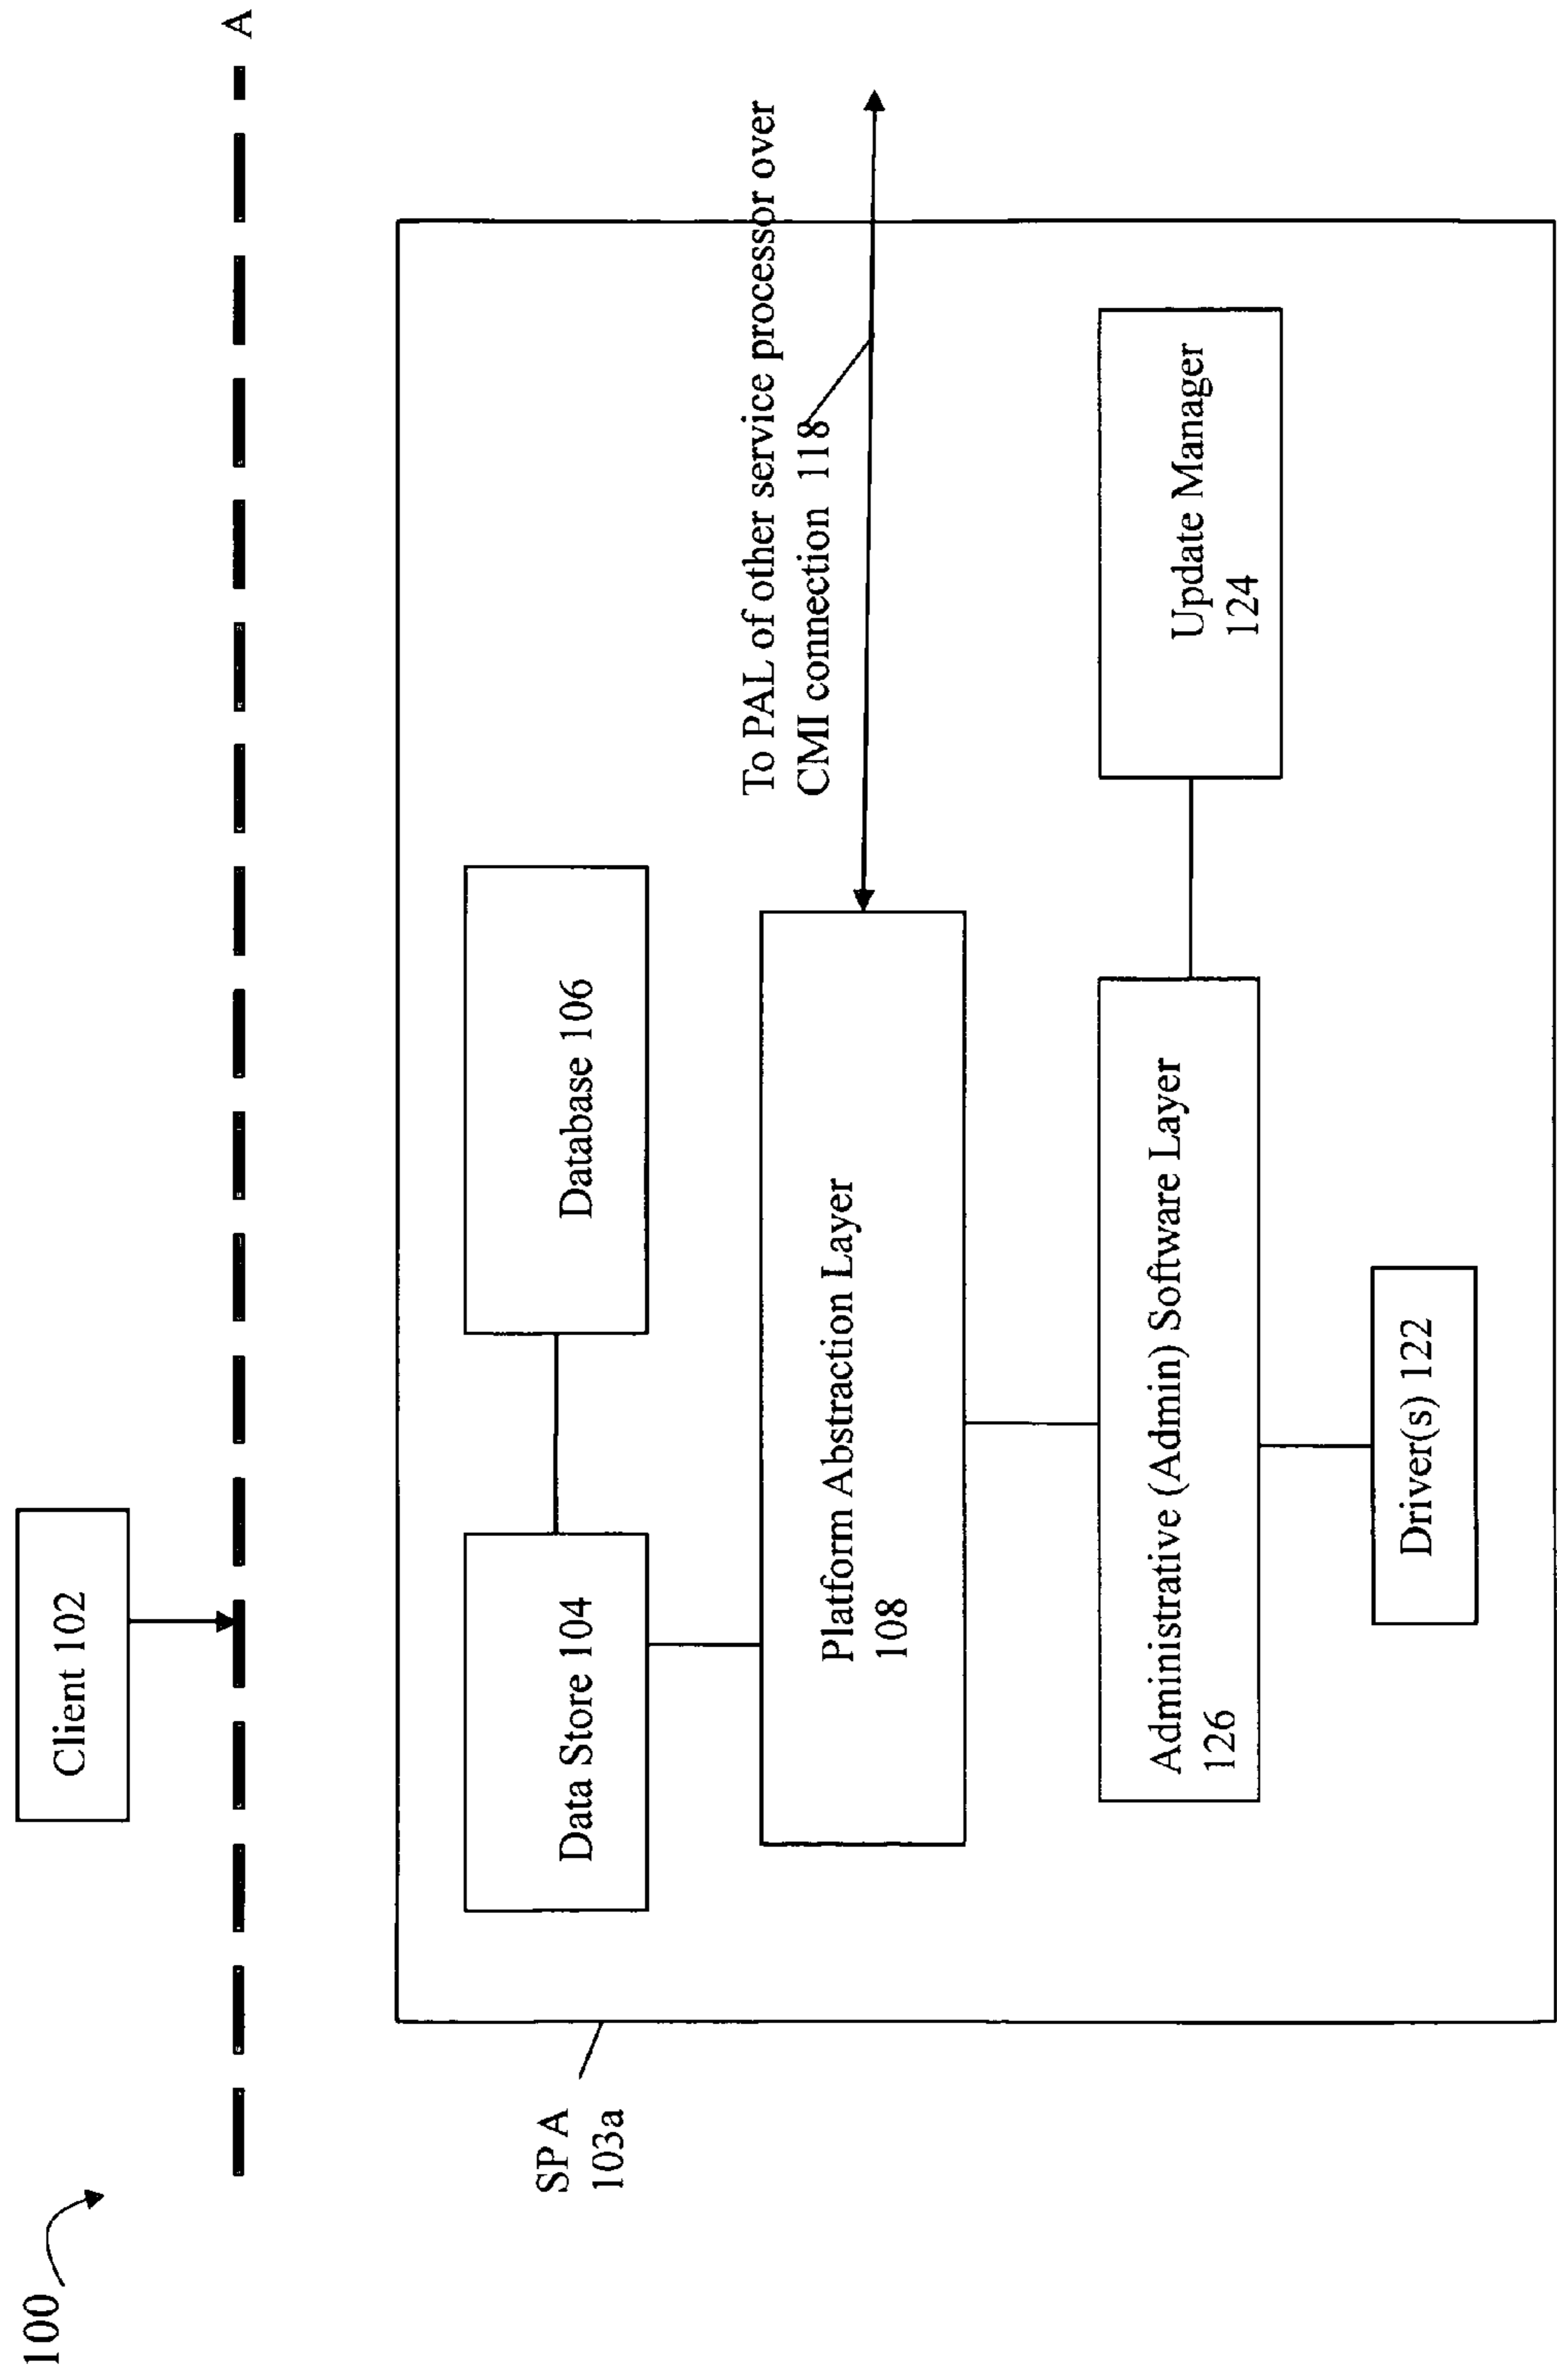 100
Client 102
A
SP A
103a
Data Store 104
Database 106
To PAL of other service processor over
CMI connection 118
Platform Abstraction Layer
108
Administrative (Admin) Software Layer
126
Update Manager
124
Driver(s) 122